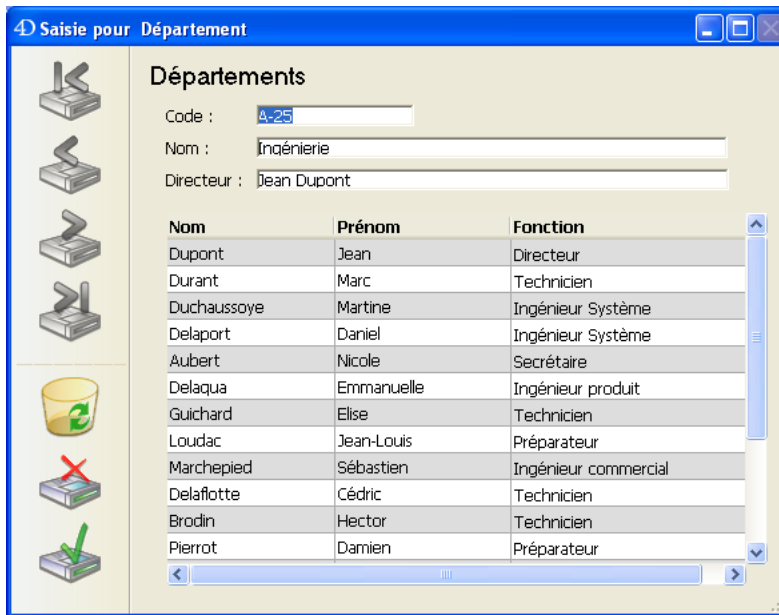 4D Saisie pour Département
Départements
Code : A-25
Nom : Ingénierie
Directeur : Jean Dupont
Nom Prénom Fonction
Dupont Jean Directeur
Durant Marc Technicien
Duchaussoye Martine Ingénieur Système
Delaport Daniel Ingénieur Système
Aubert Nicole Secrétaire
Delaqua Emmanuelle Ingénieur produit
Guichard Elise Technicien
Loudac Jean-Louis Préparateur
Marchepied Sébastien Ingénieur commercial
Delaflotte Cédric Technicien
Brodin Hector Technicien
Pierrot Damien Préparateur